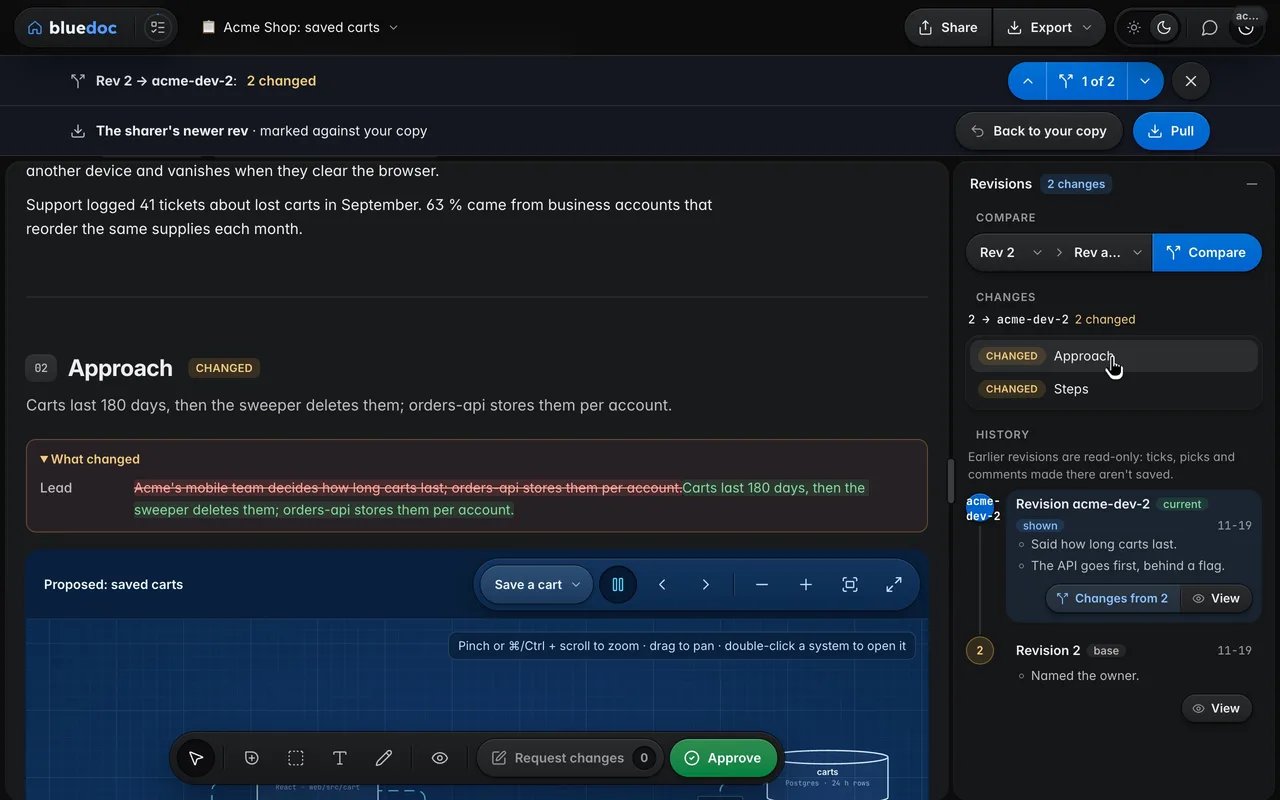 bluedoc
Acme Shop: saved carts
Share
Export
ac...
Rev 2 → acme-dev-2: 2 changed
1 of 2
The sharer's newer rev · marked against your copy
Back to your copy
Pull
another device and vanishes when they clear the browser.
Support logged 41 tickets about lost carts in September. 63 % came from business accounts that
reorder the same supplies each month.
02 Approach CHANGED
Carts last 180 days, then the sweeper deletes them; orders-api stores them per account.
What changed
Lead
Acme's mobile team decides how long carts last; orders-api stores them per account.Carts last 180 days, then the
sweeper deletes them; orders-api stores them per account.
Proposed: saved carts
Save a cart
Pinch or ⌘/Ctrl + scroll to zoom · drag to pan · double-click a system to open it
Request changes 0
Approve
React · web/src/cart
carts
Postgres · 24 h rows
Revisions 2 changes
COMPARE
Rev 2 > Rev a...
Compare
CHANGES
2 → acme-dev-2 2 changed
CHANGED Approach
CHANGED Steps
HISTORY
Earlier revisions are read-only: ticks, picks and
comments made there aren't saved.
acme-
dev-2
Revision acme-dev-2 current
shown 11-19
Said how long carts last.
The API goes first, behind a flag.
Changes from 2
View
2
Revision 2 base 11-19
Named the owner.
View